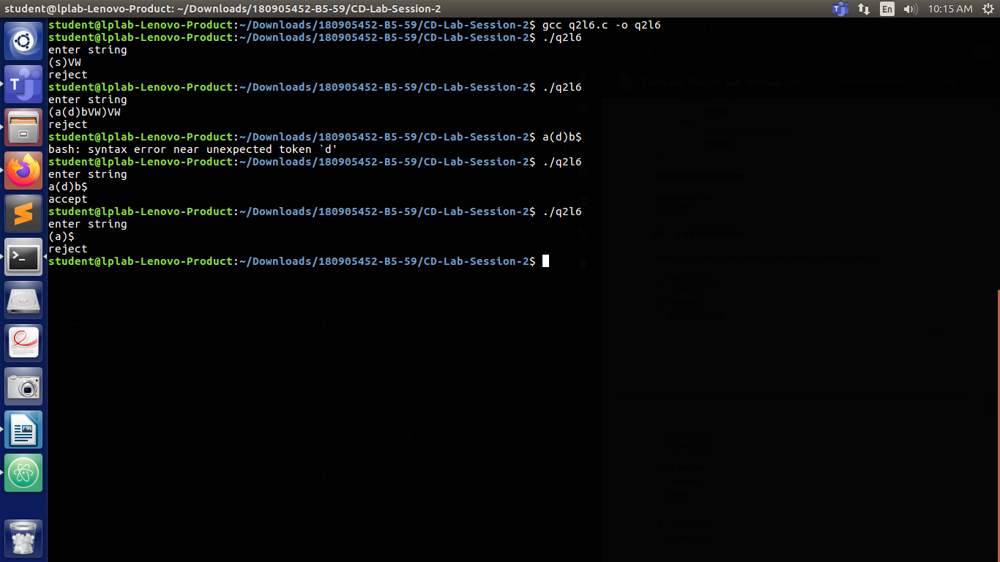 student@lplab-Lenovo-Product: ~/Downloads/180905452-B5-59/CD-Lab-Session-2 En 10:15 AM
student@lplab-Lenovo-Product:~/Downloads/180905452-B5-59/CD-Lab-Session-2$ gcc q2l6.c -o q2l6
student@lplab-Lenovo-Product:~/Downloads/180905452-B5-59/CD-Lab-Session-2$ ./q2l6
enter string
(s)VW
reject
student@lplab-Lenovo-Product:~/Downloads/180905452-B5-59/CD-Lab-Session-2$ ./q2l6
enter string
(a(d)bVW)VW
reject
student@lplab-Lenovo-Product:~/Downloads/180905452-B5-59/CD-Lab-Session-2$ a(d)b$
bash: syntax error near unexpected token `d'
student@lplab-Lenovo-Product:~/Downloads/180905452-B5-59/CD-Lab-Session-2$ ./q2l6
enter string
a(d)b$
accept
student@lplab-Lenovo-Product:~/Downloads/180905452-B5-59/CD-Lab-Session-2$ ./q2l6
enter string
(a)$
reject
student@lplab-Lenovo-Product:~/Downloads/180905452-B5-59/CD-Lab-Session-2$